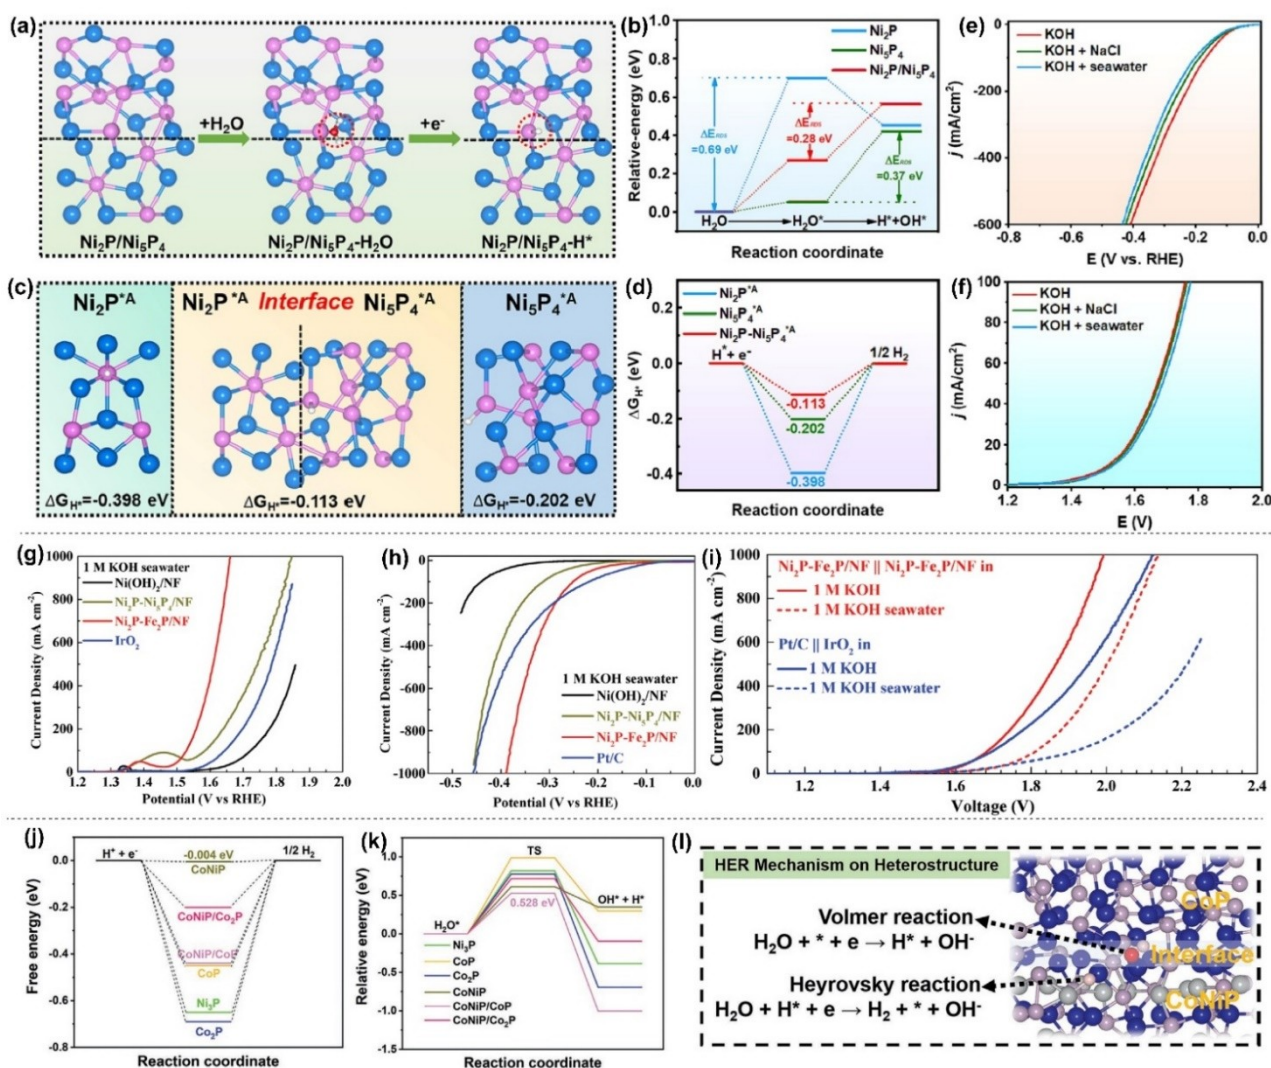 (a)
+H₂O
+e⁻
Ni₂P/Ni₅P₄
Ni₂P/Ni₅P₄-H₂O
Ni₂P/Ni₅P₄-H*
(b)
Ni₂P
Ni₅P₄
Ni₂P/Ni₅P₄
Relative-energy (eV)
0.0
0.2
0.4
0.6
0.8
1.0
ΔE_RDS
=0.69 eV
ΔE_RDS
=0.28 eV
ΔE_RDS
=0.37 eV
H₂O
H₂O*
H*+OH*
Reaction coordinate
(e)
KOH
KOH + NaCl
KOH + seawater
j (mA/cm²)
0
-200
-400
-600
-0.8
-0.6
-0.4
-0.2
0.0
E (V vs. RHE)
(c)
Ni₂P*ᴬ
Ni₂P*ᴬ Interface Ni₅P₄*ᴬ
Ni₅P₄*ᴬ
ΔG_H*=-0.398 eV
ΔG_H*=-0.113 eV
ΔG_H*=-0.202 eV
(d)
Ni₂P*ᴬ
Ni₅P₄*ᴬ
Ni₂P-Ni₅P₄*ᴬ
H*+ e⁻
1/2 H₂
ΔG_H* (eV)
0.2
0.0
-0.2
-0.4
-0.113
-0.202
-0.398
Reaction coordinate
(f)
KOH
KOH + NaCl
KOH + seawater
j (mA/cm²)
100
80
60
40
20
0
1.2
1.4
1.6
1.8
2.0
E (V)
(g)
1 M KOH seawater
Ni(OH)₂/NF
Ni₂P-Ni₅P₄/NF
Ni₂P-Fe₂P/NF
IrO₂
Current Density (mA cm⁻²)
1000
800
600
400
200
0
1.2
1.3
1.4
1.5
1.6
1.7
1.8
1.9
2.0
Potential (V vs RHE)
(h)
1 M KOH seawater
Ni(OH)₂/NF
Ni₂P-Ni₅P₄/NF
Ni₂P-Fe₂P/NF
Pt/C
Current Density (mA cm⁻²)
0
-200
-400
-600
-800
-1000
-0.5
-0.4
-0.3
-0.2
-0.1
0.0
Potential (V vs RHE)
(i)
Ni₂P-Fe₂P/NF || Ni₂P-Fe₂P/NF in
1 M KOH
1 M KOH seawater
Pt/C || IrO₂ in
1 M KOH
1 M KOH seawater
Current Density (mA cm⁻²)
1000
800
600
400
200
0
1.2
1.4
1.6
1.8
2.0
2.2
2.4
Voltage (V)
(j)
H⁺ + e⁻
1/2 H₂
-0.004 eV
CoNiP
CoNiP/Co₂P
CoNiP/CoP
CoP
Ni₂P
Co₂P
Free energy (eV)
0.0
-0.2
-0.4
-0.6
-0.8
Reaction coordinate
(k)
TS
H₂O*
0.528 eV
OH* + H*
Ni₃P
CoP
Co₂P
CoNiP
CoNiP/CoP
CoNiP/Co₂P
Relative energy (eV)
1.0
0.5
0.0
-0.5
-1.0
-1.5
Reaction coordinate
(l)
HER Mechanism on Heterostructure
Volmer reaction
H₂O + * + e → H* + OH⁻
Heyrovsky reaction
H₂O + H* + e → H₂ + * + OH⁻
CoP
Interface
CoNiP